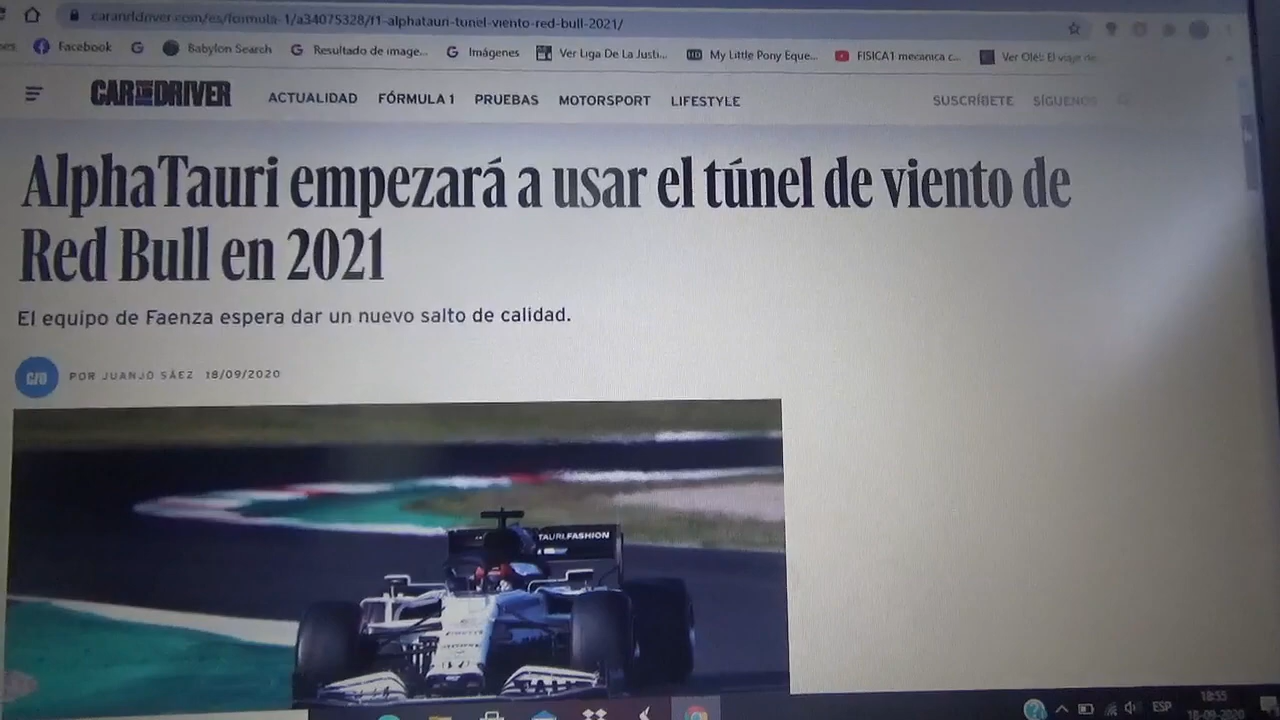 caranddriver.com/es/formula-1/a34075328/f1-alphatauri-tunel-viento-red-bull-2021/
Facebook
Babylon Search
Resultado de image...
Imágenes
Ver Liga De La Justi...
My Little Pony Eque...
FISICA1 mecanica c...
Ver Olé: El viaje de
CAR AND DRIVER
ACTUALIDAD
FÓRMULA 1
PRUEBAS
MOTORSPORT
LIFESTYLE
SUSCRÍBETE
SÍGUENOS
AlphaTauri empezará a usar el túnel de viento de
Red Bull en 2021
El equipo de Faenza espera dar un nuevo salto de calidad.
C/D
POR JUANJO SÁEZ 18/09/2020
TAURI.FASHION
ESP
18:55
18-09-2020